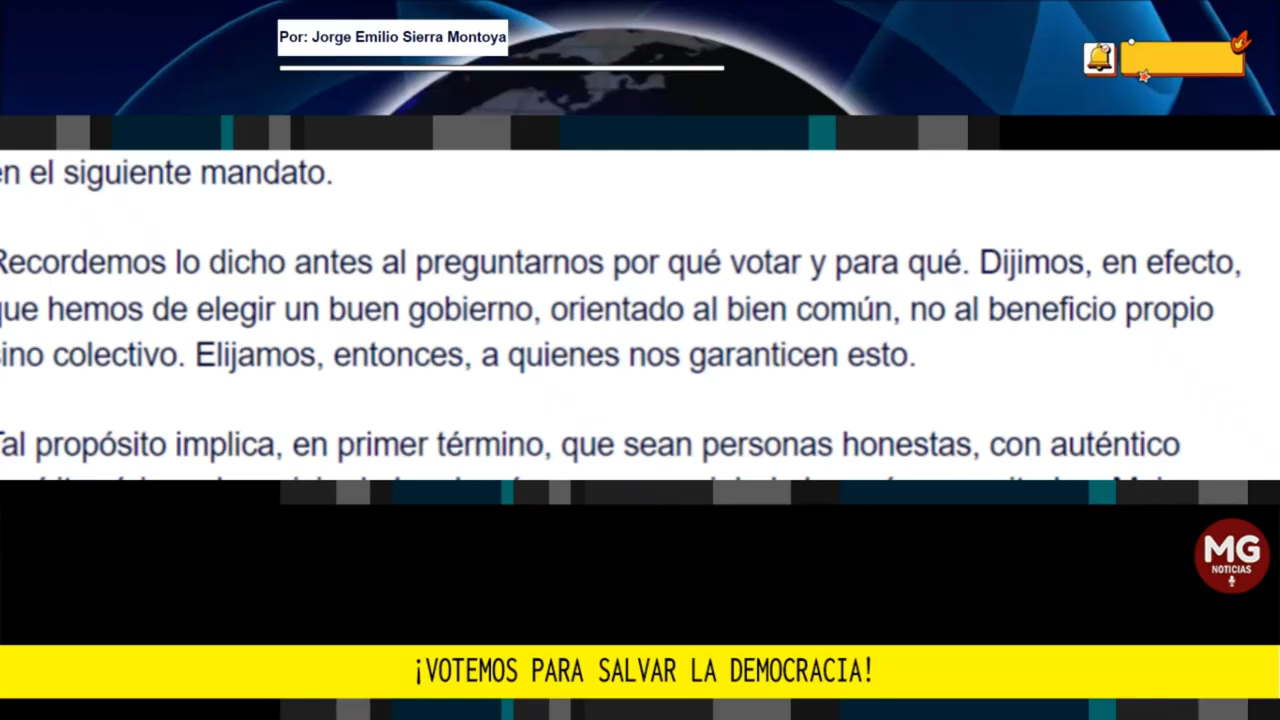 Por: Jorge Emilio Sierra Montoya
en el siguiente mandato.
Recordemos lo dicho antes al preguntarnos por qué votar y para qué. Dijimos, en efecto,
que hemos de elegir un buen gobierno, orientado al bien común, no al beneficio propio
sino colectivo. Elijamos, entonces, a quienes nos garanticen esto.
Tal propósito implica, en primer término, que sean personas honestas, con auténtico
MG
NOTICIAS
¡VOTEMOS PARA SALVAR LA DEMOCRACIA!